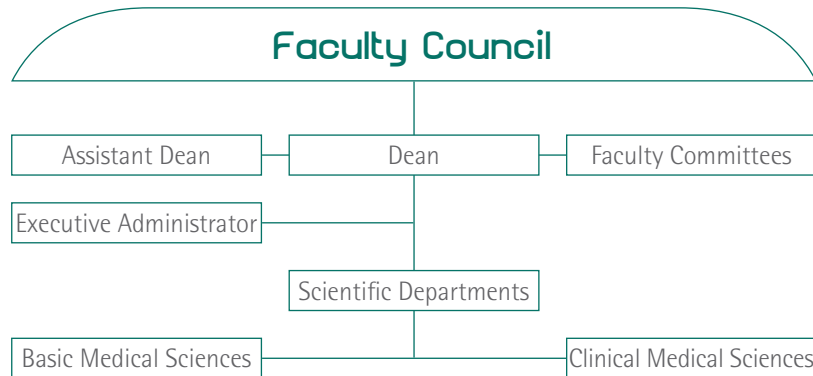 Faculty Council
Assistant Dean
Dean
Faculty Committees
Executive Administrator
Scientific Departments
Basic Medical Sciences
Clinical Medical Sciences